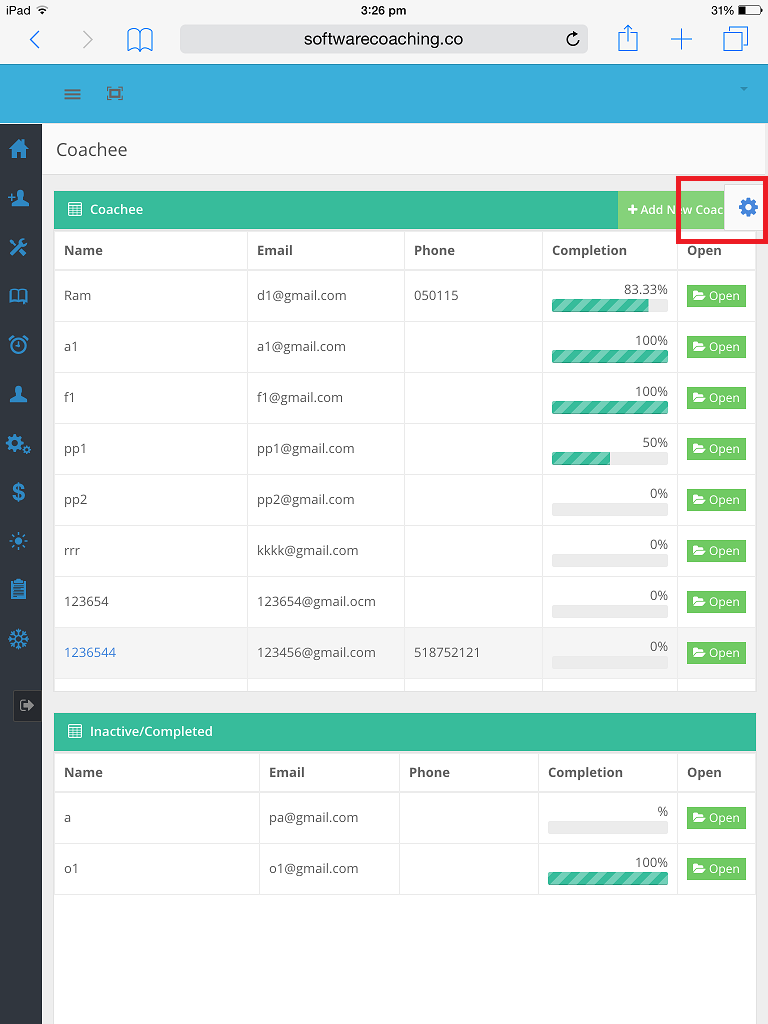 iPad 3:26 pm 31%
softwarecoaching.co
Coachee
Coachee + Add New Coac
Name Email Phone Completion Open
Ram d1@gmail.com 050115 83.33% Open
a1 a1@gmail.com 100% Open
f1 f1@gmail.com 100% Open
pp1 pp1@gmail.com 50% Open
pp2 pp2@gmail.com 0% Open
rrr kkkk@gmail.com 0% Open
123654 123654@gmail.ocm 0% Open
1236544 123456@gmail.com 518752121 0% Open
Inactive/Completed
Name Email Phone Completion Open
a pa@gmail.com % Open
o1 o1@gmail.com 100% Open